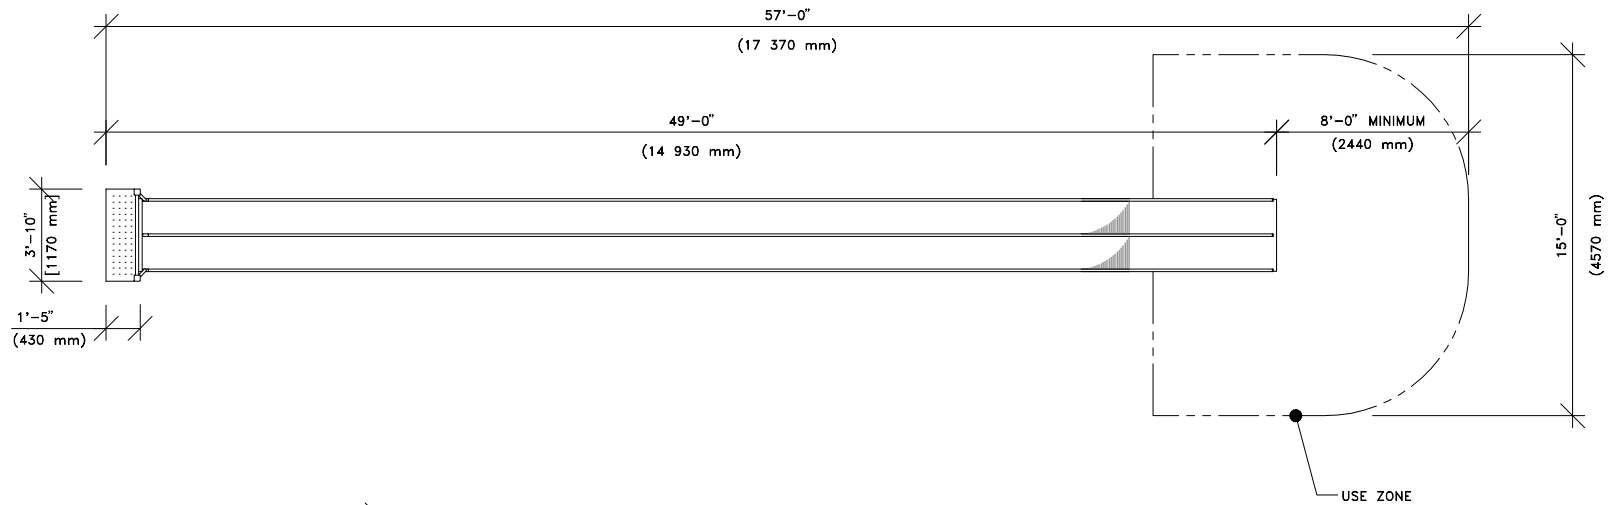 57'-0"
(17 370 mm)
49'-0"
(14 930 mm)
8'-0" MINIMUM
(2440 mm)
3'-10"
[1170 mm]
15'-0"
(4570 mm)
1'-5"
(430 mm)
USE ZONE